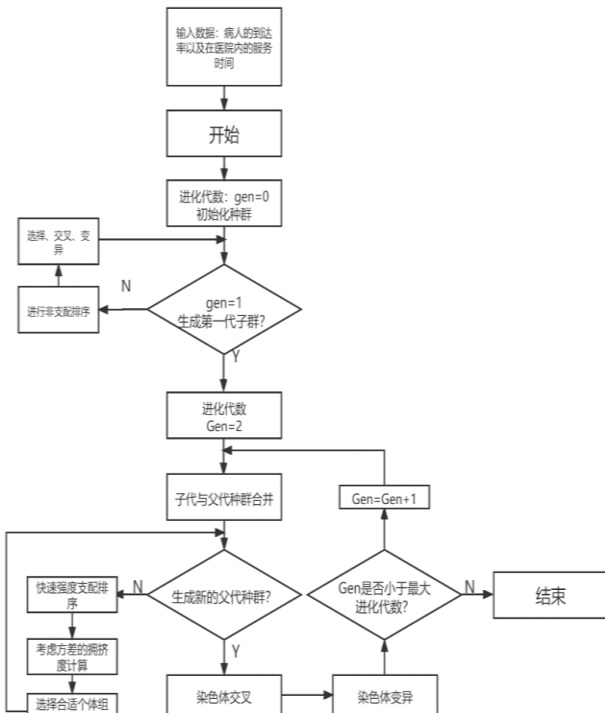 输入数据：病人的到达
率以及在医院内的服务
时间
开始
进化代数：gen=0
初始化种群
选择、交叉、变
异
N
进行非支配排序
gen=1
生成第一代子群?
Y
进化代数
Gen=2
子代与父代种群合并
Gen=Gen+1
快速强度支配排
序
N
生成新的父代种群?
Gen是否小于最大
进化代数?
N
结束
考虑方差的拥挤
度计算
Y
选择合适个体组
染色体交叉
染色体变异